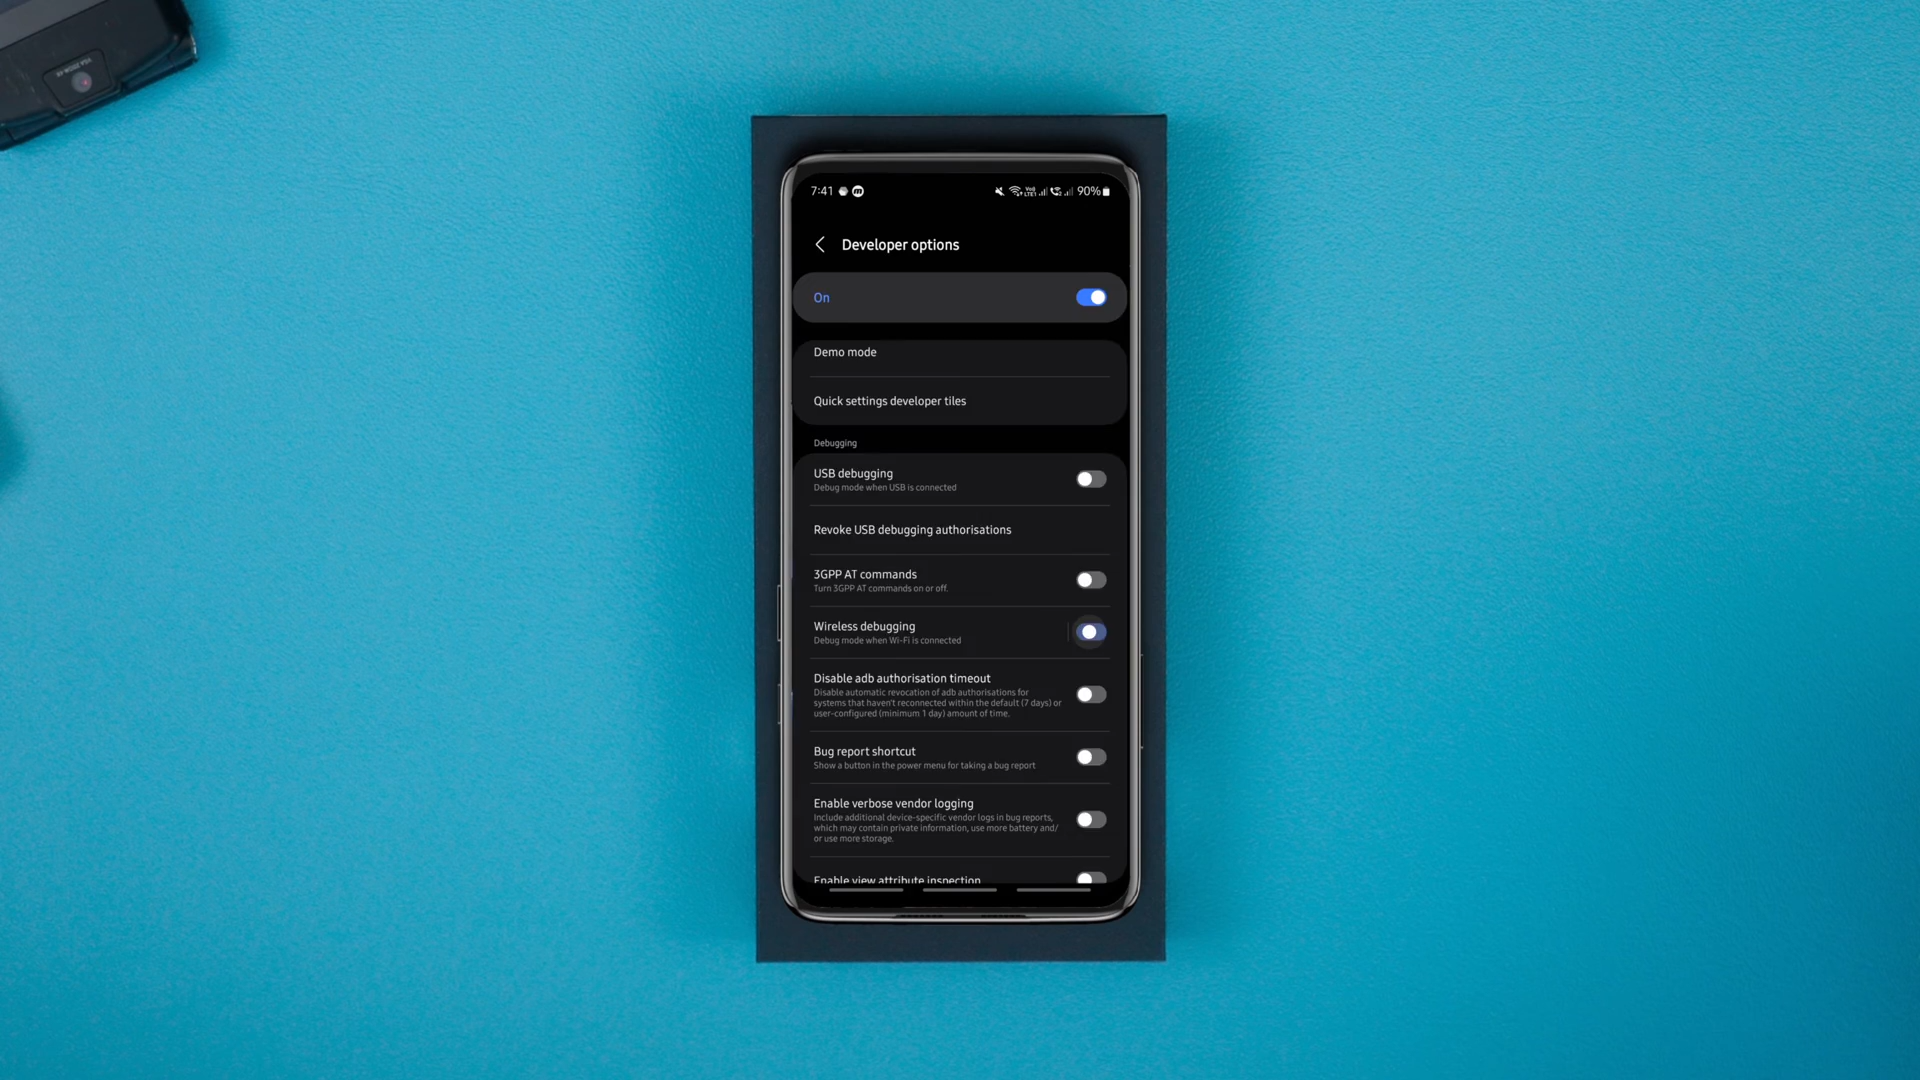 7:41
90%
Developer options
On
Demo mode
Quick settings developer tiles
Debugging
USB debugging
Debug mode when USB is connected
Revoke USB debugging authorisations
3GPP AT commands
Turn 3GPP AT commands on or off.
Wireless debugging
Debug mode when Wi-Fi is connected
Disable adb authorisation timeout
Disable automatic revocation of adb authorisations for
systems that haven't reconnected within the default (7 days) or
user-configured (minimum 1 day) amount of time.
Bug report shortcut
Show a button in the power menu for taking a bug report
Enable verbose vendor logging
Include additional device-specific vendor logs in bug reports,
which may contain private information, use more battery and/
or use more storage.
Enable view attribute inspection